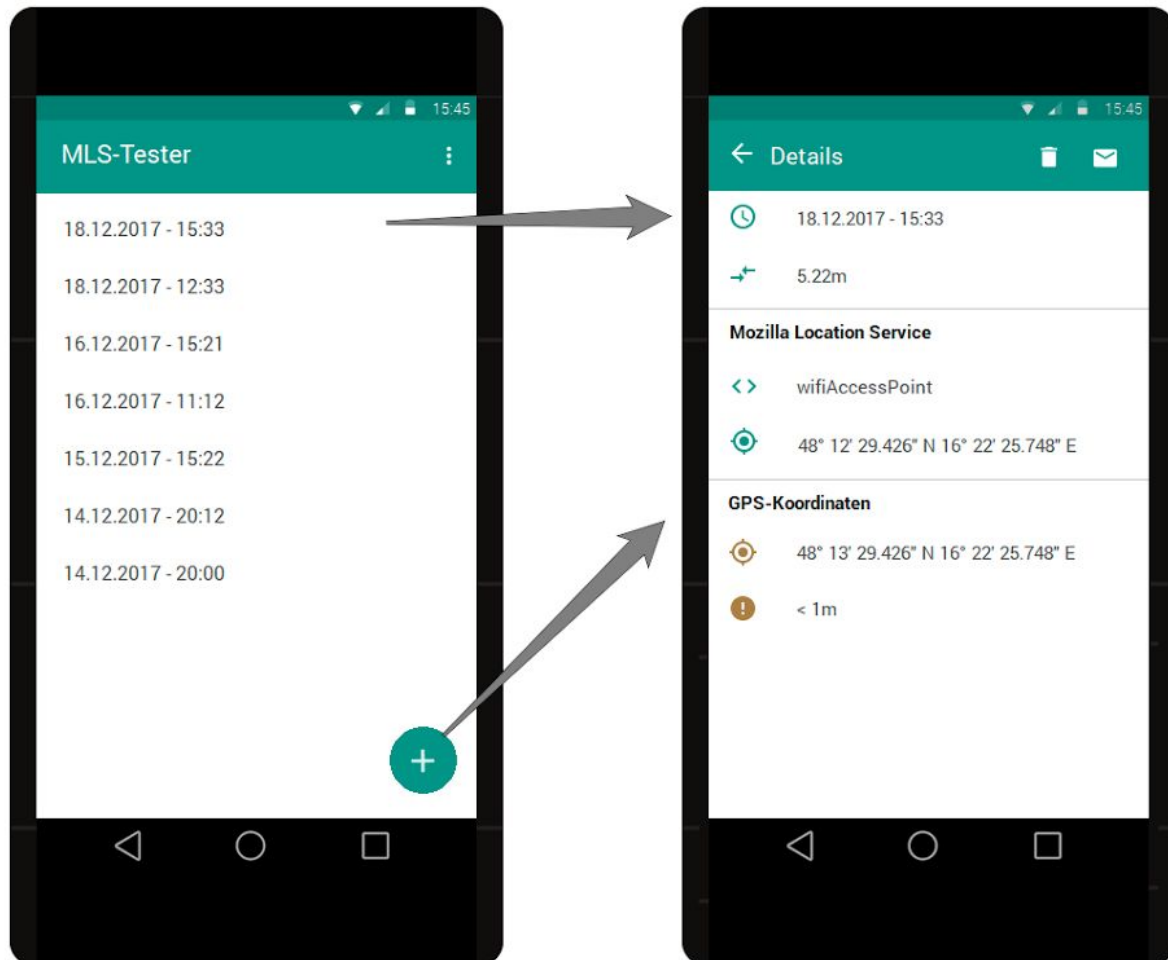 15:45
MLS-Tester
18.12.2017 - 15:33
18.12.2017 - 12:33
16.12.2017 - 15:21
16.12.2017 - 11:12
15.12.2017 - 15:22
14.12.2017 - 20:12
14.12.2017 - 20:00
15:45
Details
18.12.2017 - 15:33
5.22m
Mozilla Location Service
wifiAccessPoint
48° 12' 29.426" N 16° 22' 25.748" E
GPS-Koordinaten
48° 13' 29.426" N 16° 22' 25.748" E
< 1m